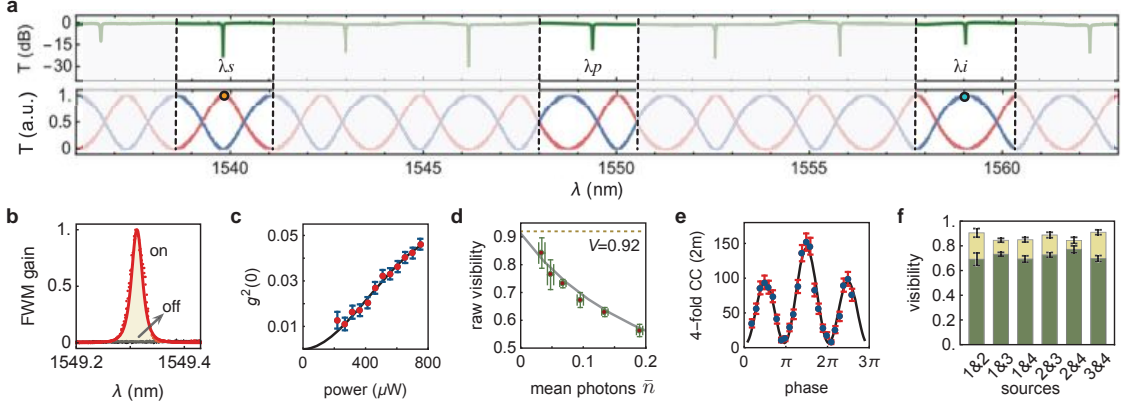 a
T (dB)
0
−15
−30
λs
λp
λi
T (a.u.)
1.
0.5
0
1540
1545
1550
1555
1560
λ (nm)
b
FWM gain
1.
0.5
0
on
off
1549.2
1549.4
λ (nm)
c
g² (0)
0.05
0.03
0.01
0
400
800
power (μW)
d
raw visibility
0.9
0.8
0.7
0.6
0.5
V=0.92
0
0.1
0.2
mean photons n̄
e
4−fold CC (2m)
150
100
50
0
0
π
2π
3π
phase
f
visibility
1.
0.8
0.6
0.4
0.2
0.
1&2
1&3
1&4
2&3
2&4
3&4
sources